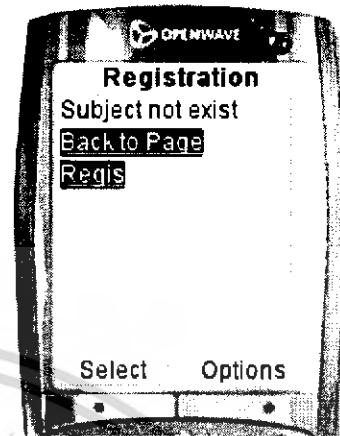 OPENWAVE
Registration
Subject not exist
Back to Page
Regis
Select Options